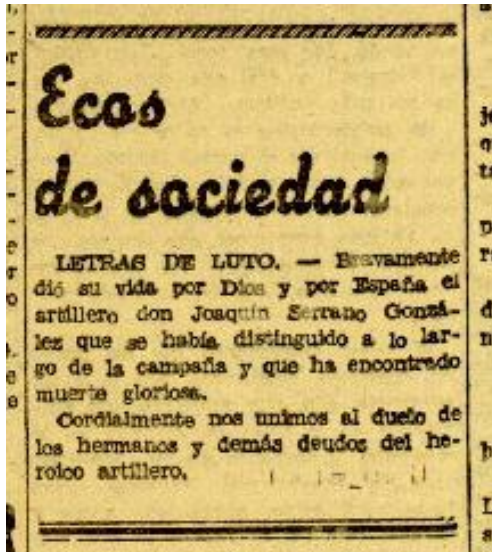 Ecos
de sociedad
LETRAS DE LUTO. — Bravamente
dió su vida por Dios y por España el
artillero don Joaquín Serrano Gonzá-
lez que se había distinguido a lo lar-
go de la campaña y que ha encontrado
muerte gloriosa.
Cordialmente nos unimos al duelo de
los hermanos y demás deudos del he-
roico artillero.